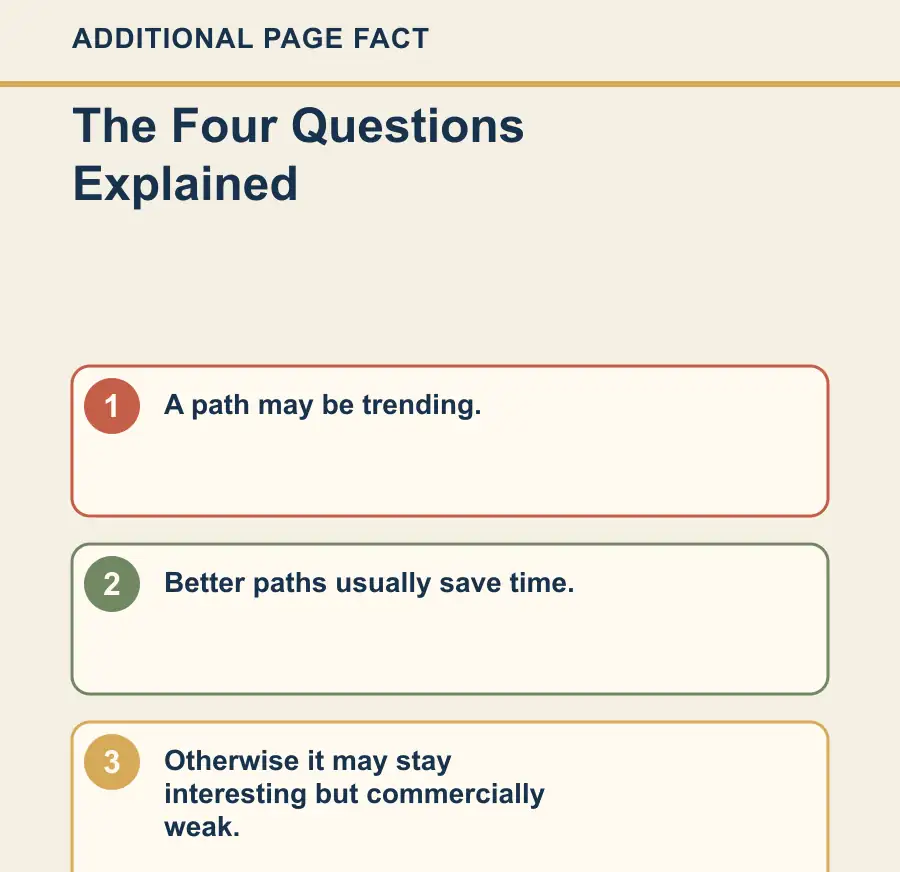 ADDITIONAL PAGE FACT
The Four Questions
Explained
1
A path may be trending.
2
Better paths usually save time.
3
Otherwise it may stay
interesting but commercially
weak.